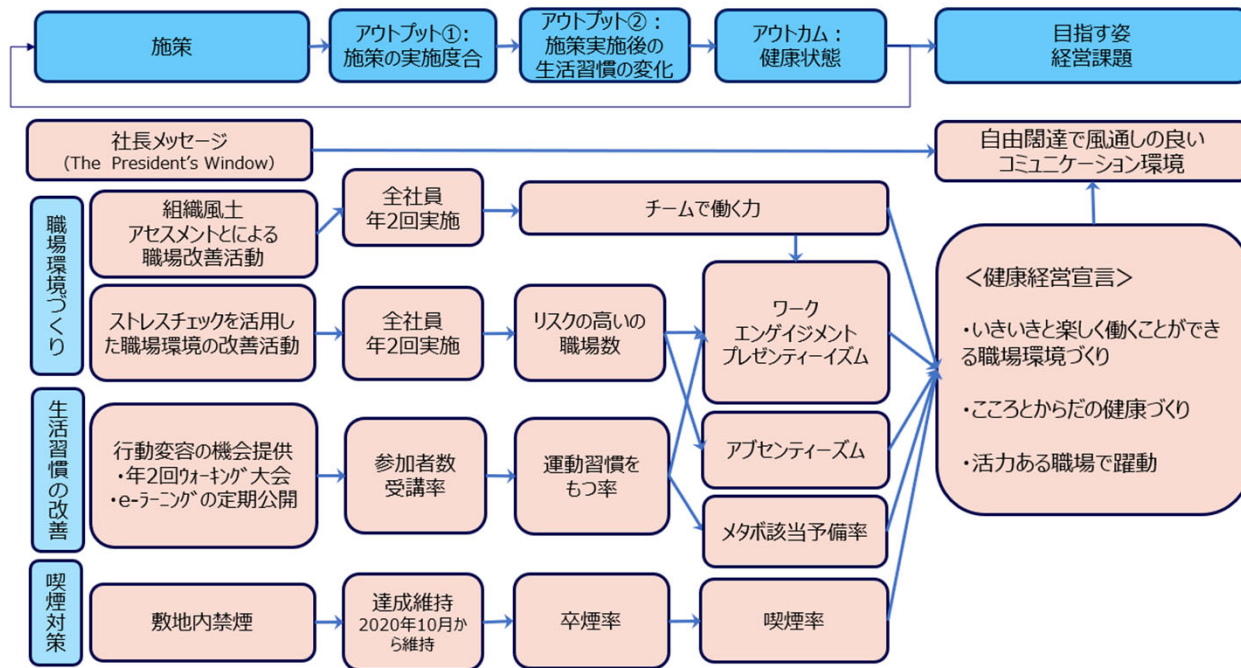 施策
アウトプット①：
施策の実施度合
アウトプット②：
施策実施後の
生活習慣の変化
アウトカム：
健康状態
目指す姿
経営課題
社長メッセージ
(The President's Window)
自由闊達で風通しの良い
コミュニケーション環境
職場環境づくり
組織風土
アセスメントとによる
職場改善活動
全社員
年2回実施
チームで働く力
ストレスチェックを活用し
た職場環境の改善活動
全社員
年2回実施
リスクの高いの
職場数
ワーク
エンゲイジメント
プレゼンティーイズム
アブセンティーズム
生活習慣の改善
行動変容の機会提供
・年2回ウォーキング大会
・e-ラーニングの定期公開
参加者数
受講率
運動習慣を
もつ率
メタボ該当予備率
喫煙対策
敷地内禁煙
達成維持
2020年10月か
ら維持
卒煙率
喫煙率
＜健康経営宣言＞
・いきいきと楽しく働くことができ
る職場環境づくり
・こころとからだの健康づくり
・活力ある職場で躍動